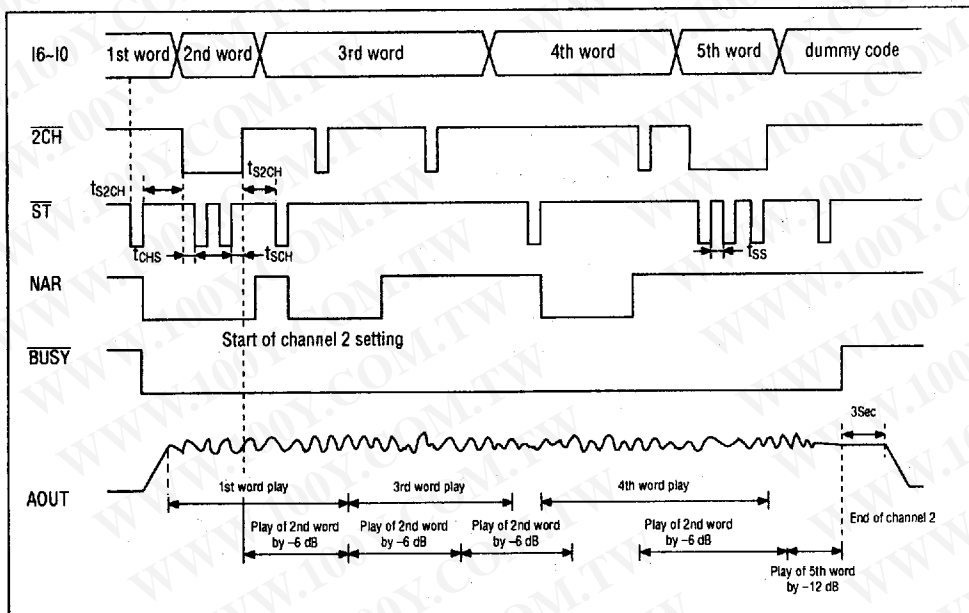 I6~I0 1st word 2nd word 3rd word 4th word 5th word dummy code
2CH
tS2CH tS2CH
ST
tCHS tSCH tSS
NAR
Start of channel 2 setting
BUSY
3Sec
AOUT
1st word play 3rd word play 4th word play
End of channel 2
Play of 2nd word
by -6 dB
Play of 2nd word
by -6 dB
Play of 2nd word
by -6 dB
Play of 2nd word
by -6 dB
Play of 5th word
by -12 dB
WWW.100Y.COM.TW